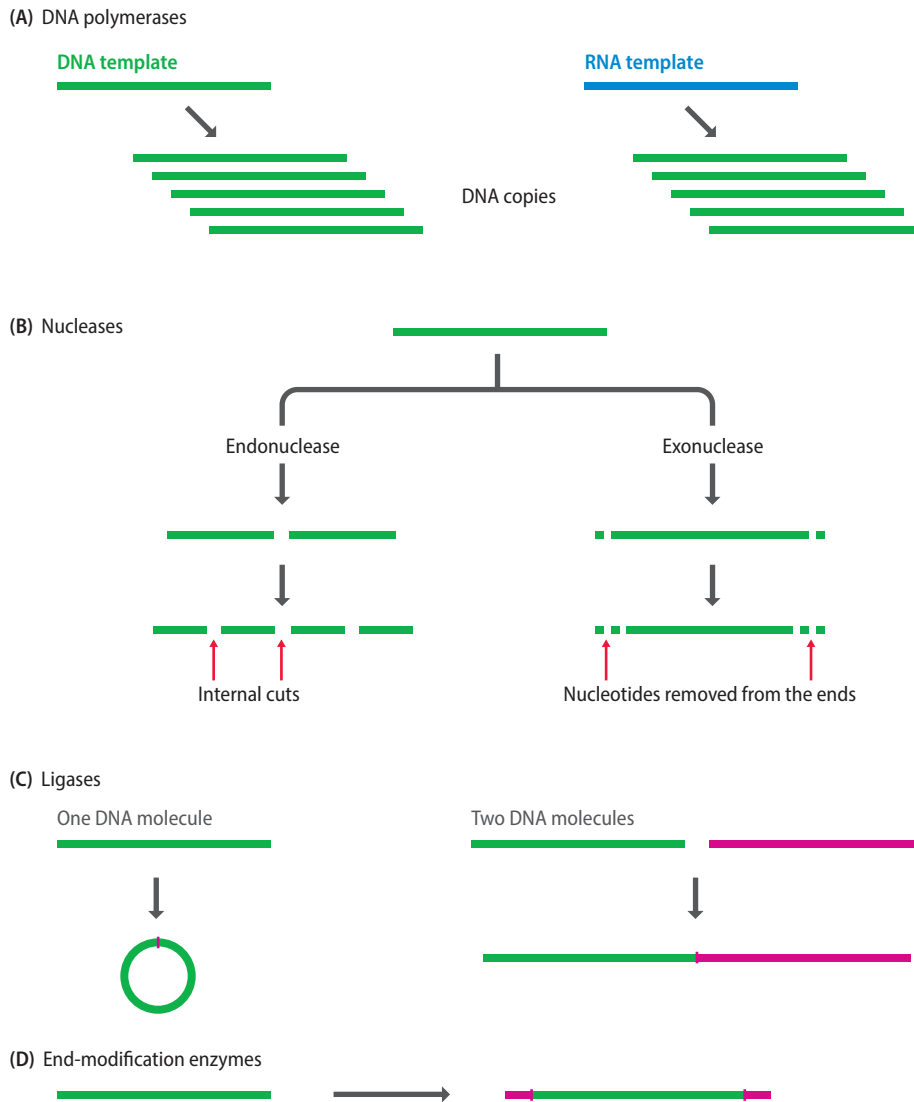 (A) DNA polymerases
DNA template
RNA template
DNA copies
(B) Nucleases
Endonuclease
Exonuclease
Internal cuts
Nucleotides removed from the ends
(C) Ligases
One DNA molecule
Two DNA molecules
(D) End-modification enzymes